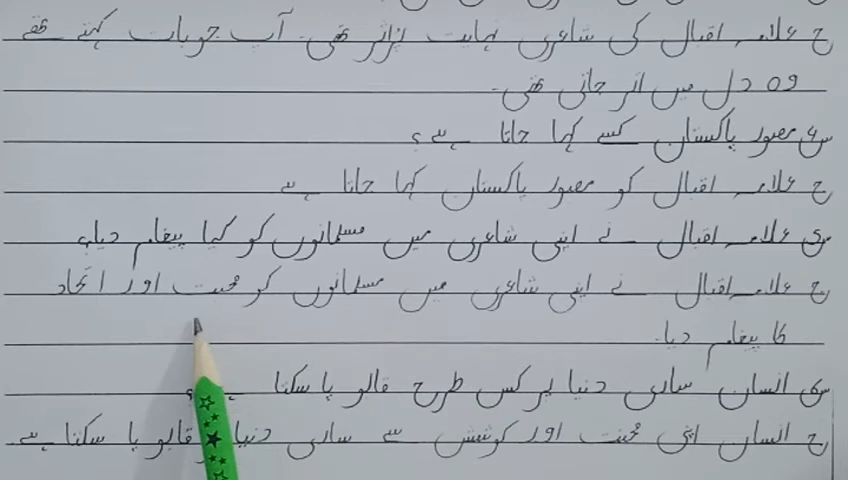 ج علامہ اقبال کی شاعری نہایت پراثر تھی۔ آپ جو بات کہتے تھے
وہ دل میں اتر جاتی تھی۔
س مصور پاکستان کسے کہا جاتا ہے؟
ج علامہ اقبال کو مصور پاکستان کہا جاتا ہے
س علامہ اقبال نے اپنی شاعری میں مسلمانوں کو کیا پیغام دیا؟
ج علامہ اقبال نے اپنی شاعری میں مسلمانوں کو محبت اور اتحاد
کا پیغام دیا۔
س انسان ساری دنیا پر کس طرح قابو پا سکتا ؟
ج انسان اپنی محنت اور کوشش سے ساری دنیا قابو پا سکتا ہے۔